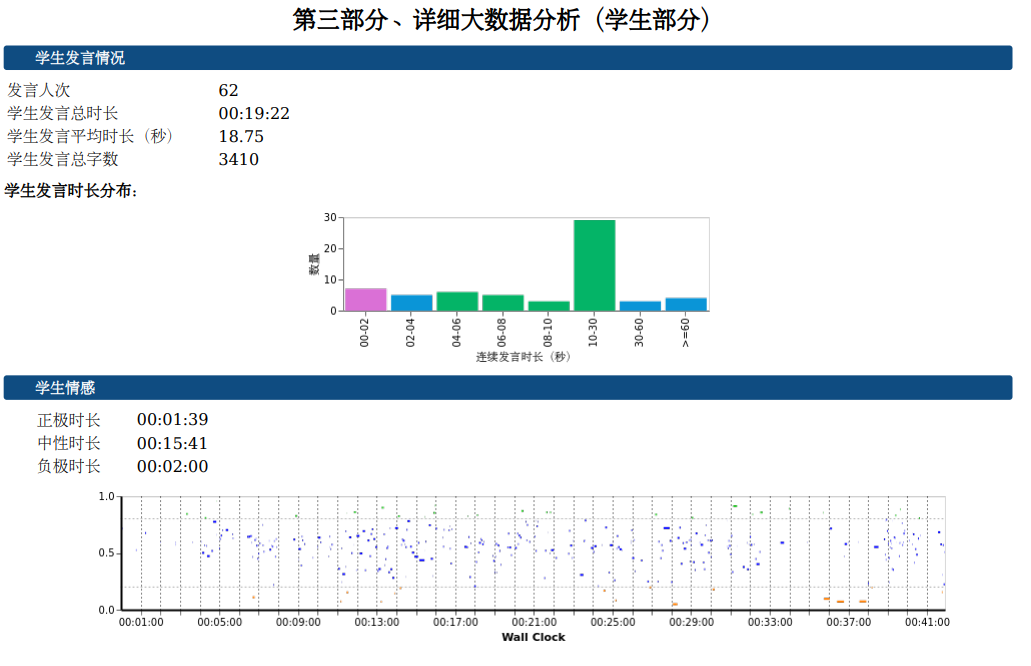 第三部分、详细大数据分析（学生部分）
学生发言情况
发言人次 62
学生发言总时长 00:19:22
学生发言平均时长（秒） 18.75
学生发言总字数 3410
学生发言时长分布:
30
20
10
0
数量
00-02 02-04 04-06 06-08 08-10 10-30 30-60 >=60
连续发言时长（秒）
学生情感
正极时长 00:01:39
中性时长 00:15:41
负极时长 00:02:00
1.0
0.5
0.0
00:01:00 00:05:00 00:09:00 00:13:00 00:17:00 00:21:00 00:25:00 00:29:00 00:33:00 00:37:00 00:41:00
Wall Clock